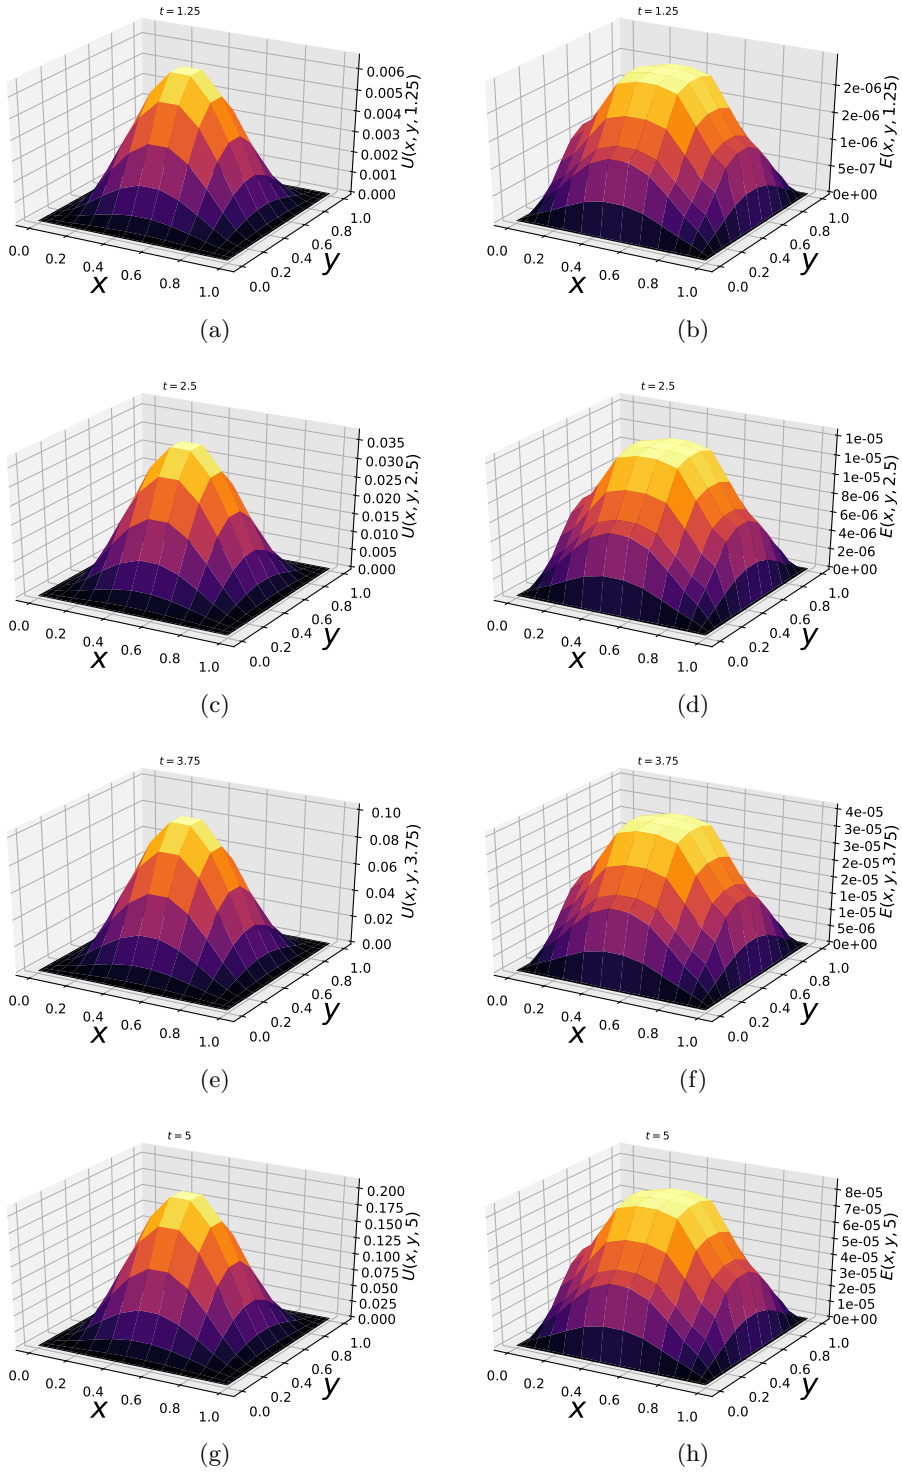 t = 1.25
0.006
0.005
0.004
0.003
0.002
0.001
0.000
U(x, y, 1.25)
0.0
0.2
0.4
0.6
0.8
1.0
x
0.0
0.2
0.4
0.6
0.8
1.0
y
(a)
t = 1.25
2e-06
2e-06
1e-06
5e-07
0e+00
E(x, y, 1.25)
0.0
0.2
0.4
0.6
0.8
1.0
x
0.0
0.2
0.4
0.6
0.8
1.0
y
(b)
t = 2.5
0.035
0.030
0.025
0.020
0.015
0.010
0.005
0.000
U(x, y, 2.5)
0.0
0.2
0.4
0.6
0.8
1.0
x
0.0
0.2
0.4
0.6
0.8
1.0
y
(c)
t = 2.5
1e-05
1e-05
1e-05
8e-06
6e-06
4e-06
2e-06
0e+00
E(x, y, 2.5)
0.0
0.2
0.4
0.6
0.8
1.0
x
0.0
0.2
0.4
0.6
0.8
1.0
y
(d)
t = 3.75
0.10
0.08
0.06
0.04
0.02
0.00
U(x, y, 3.75)
0.0
0.2
0.4
0.6
0.8
1.0
x
0.0
0.2
0.4
0.6
0.8
1.0
y
(e)
t = 3.75
4e-05
3e-05
3e-05
2e-05
2e-05
1e-05
1e-05
5e-06
0e+00
E(x, y, 3.75)
0.0
0.2
0.4
0.6
0.8
1.0
x
0.0
0.2
0.4
0.6
0.8
1.0
y
(f)
t = 5
0.200
0.175
0.150
0.125
0.100
0.075
0.050
0.025
0.000
U(x, y, 5)
0.0
0.2
0.4
0.6
0.8
1.0
x
0.0
0.2
0.4
0.6
0.8
1.0
y
(g)
t = 5
8e-05
7e-05
6e-05
5e-05
4e-05
3e-05
2e-05
1e-05
0e+00
E(x, y, 5)
0.0
0.2
0.4
0.6
0.8
1.0
x
0.0
0.2
0.4
0.6
0.8
1.0
y
(h)